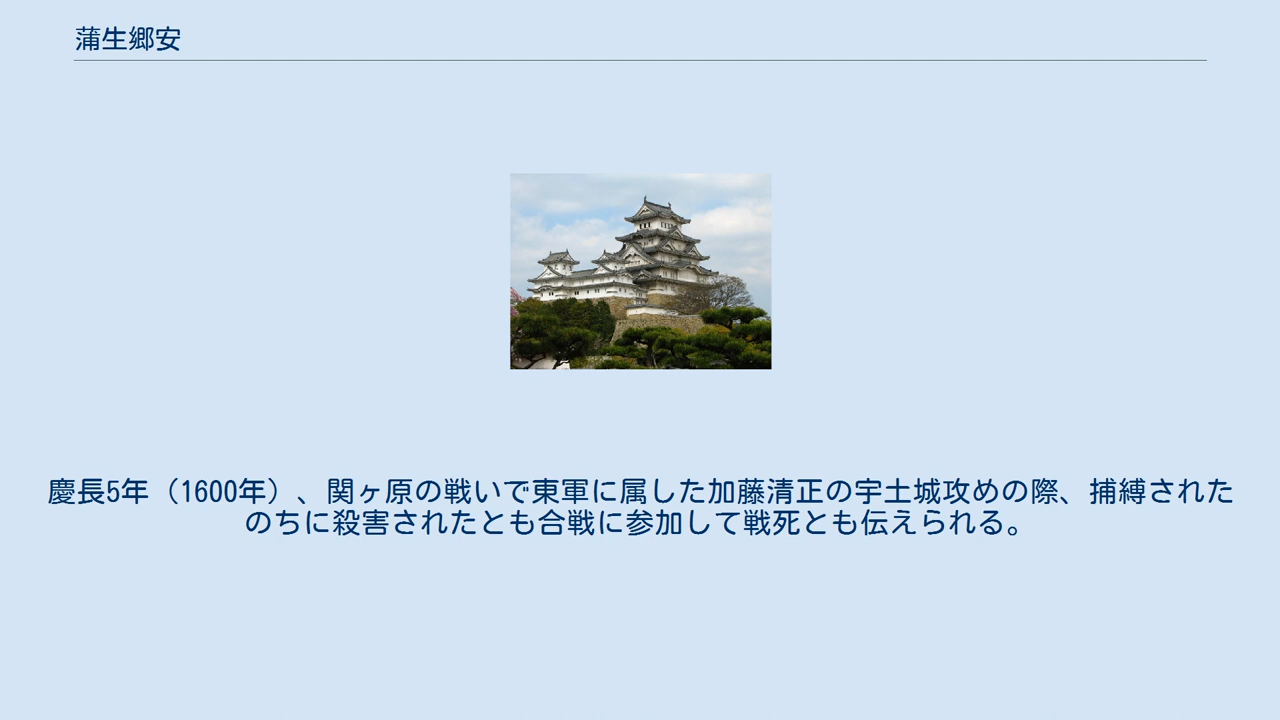 蒲生郷安
慶長5年（1600年）、関ヶ原の戦いで東軍に属した加藤清正の宇土城攻めの際、捕縛された
のちに殺害されたとも合戦に参加して戦死とも伝えられる。